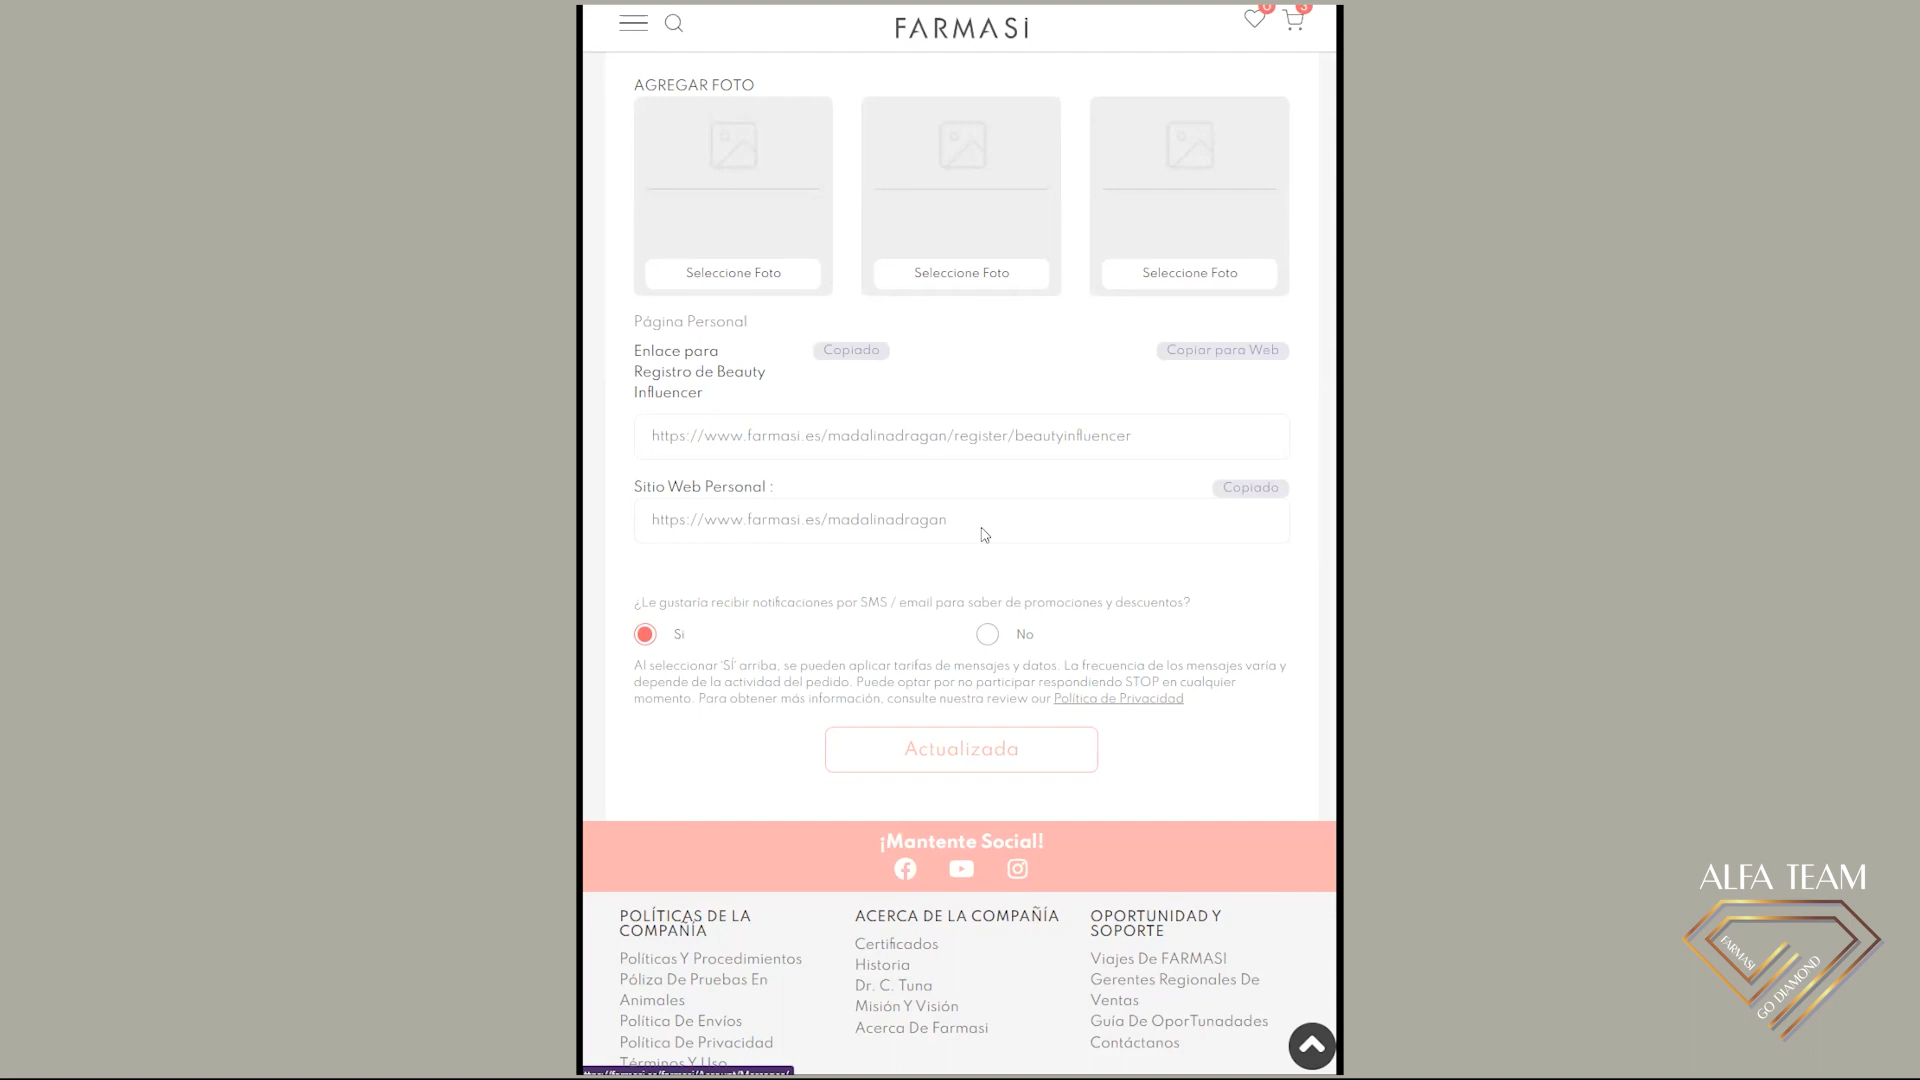 FARMASi
0
3
AGREGAR FOTO
Seleccione Foto
Seleccione Foto
Seleccione Foto
Página Personal
Enlace para
Registro de Beauty
Influencer
Copiado
Copiar para Web
https://www.farmasi.es/madalinadragan/register/beautyinfluencer
Sitio Web Personal :
Copiado
https://www.farmasi.es/madalinadragan
¿Le gustaría recibir notificaciones por SMS / email para saber de promociones y descuentos?
Si
No
Al seleccionar 'SÍ' arriba, se pueden aplicar tarifas de mensajes y datos. La frecuencia de los mensajes varía y
depende de la actividad del pedido. Puede optar por no participar respondiendo STOP en cualquier
momento. Para obtener más información, consulte nuestra review our Política de Privacidad
Actualizada
¡Mantente Social!
POLÍTICAS DE LA
COMPAÑÍA
Políticas Y Procedimientos
Póliza De Pruebas En
Animales
Política De Envíos
Política De Privacidad
Términos Y Uso
ACERCA DE LA COMPAÑÍA
Certificados
Historia
Dr. C. Tuna
Misión Y Visión
Acerca De Farmasi
OPORTUNIDAD Y
SOPORTE
Viajes De FARMASI
Gerentes Regionales De
Ventas
Guía De OporTunadades
Contáctanos
ALFA TEAM
FARMASI
GO DIAMOND